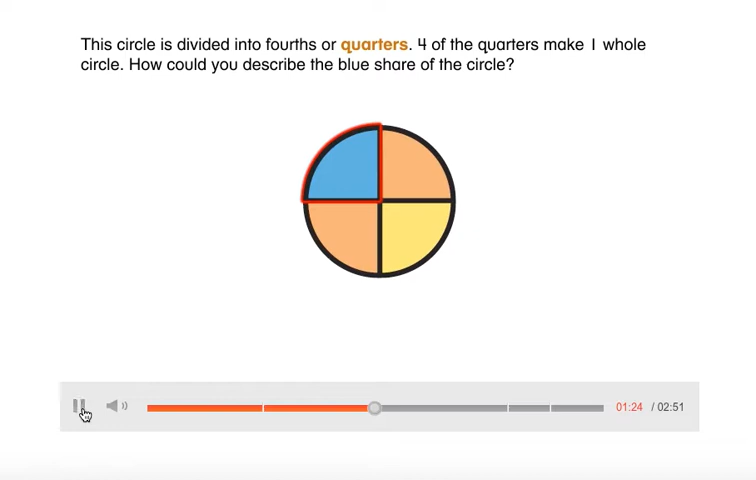 This circle is divided into fourths or quarters. 4 of the quarters make 1 whole
circle. How could you describe the blue share of the circle?
01:24 / 02:51